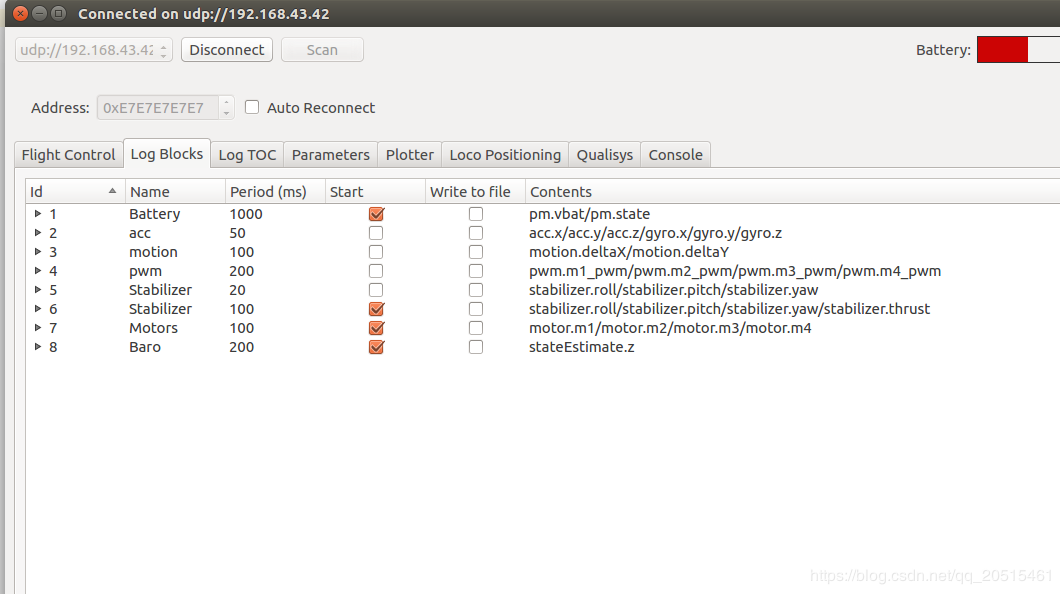 Connected on udp://192.168.43.42
udp://192.168.43.42 Disconnect Scan Battery:
Address: 0xE7E7E7E7E7 Auto Reconnect
Flight Control Log Blocks Log TOC Parameters Plotter Loco Positioning Qualisys Console
Id Name Period (ms) Start Write to file Contents
1 Battery 1000 pm.vbat/pm.state
2 acc 50 acc.x/acc.y/acc.z/gyro.x/gyro.y/gyro.z
3 motion 100 motion.deltaX/motion.deltaY
4 pwm 200 pwm.m1_pwm/pwm.m2_pwm/pwm.m3_pwm/pwm.m4_pwm
5 Stabilizer 20 stabilizer.roll/stabilizer.pitch/stabilizer.yaw
6 Stabilizer 100 stabilizer.roll/stabilizer.pitch/stabilizer.yaw/stabilizer.thrust
7 Motors 100 motor.m1/motor.m2/motor.m3/motor.m4
8 Baro 200 stateEstimate.z
https://blog.csdn.net/qq_20515461